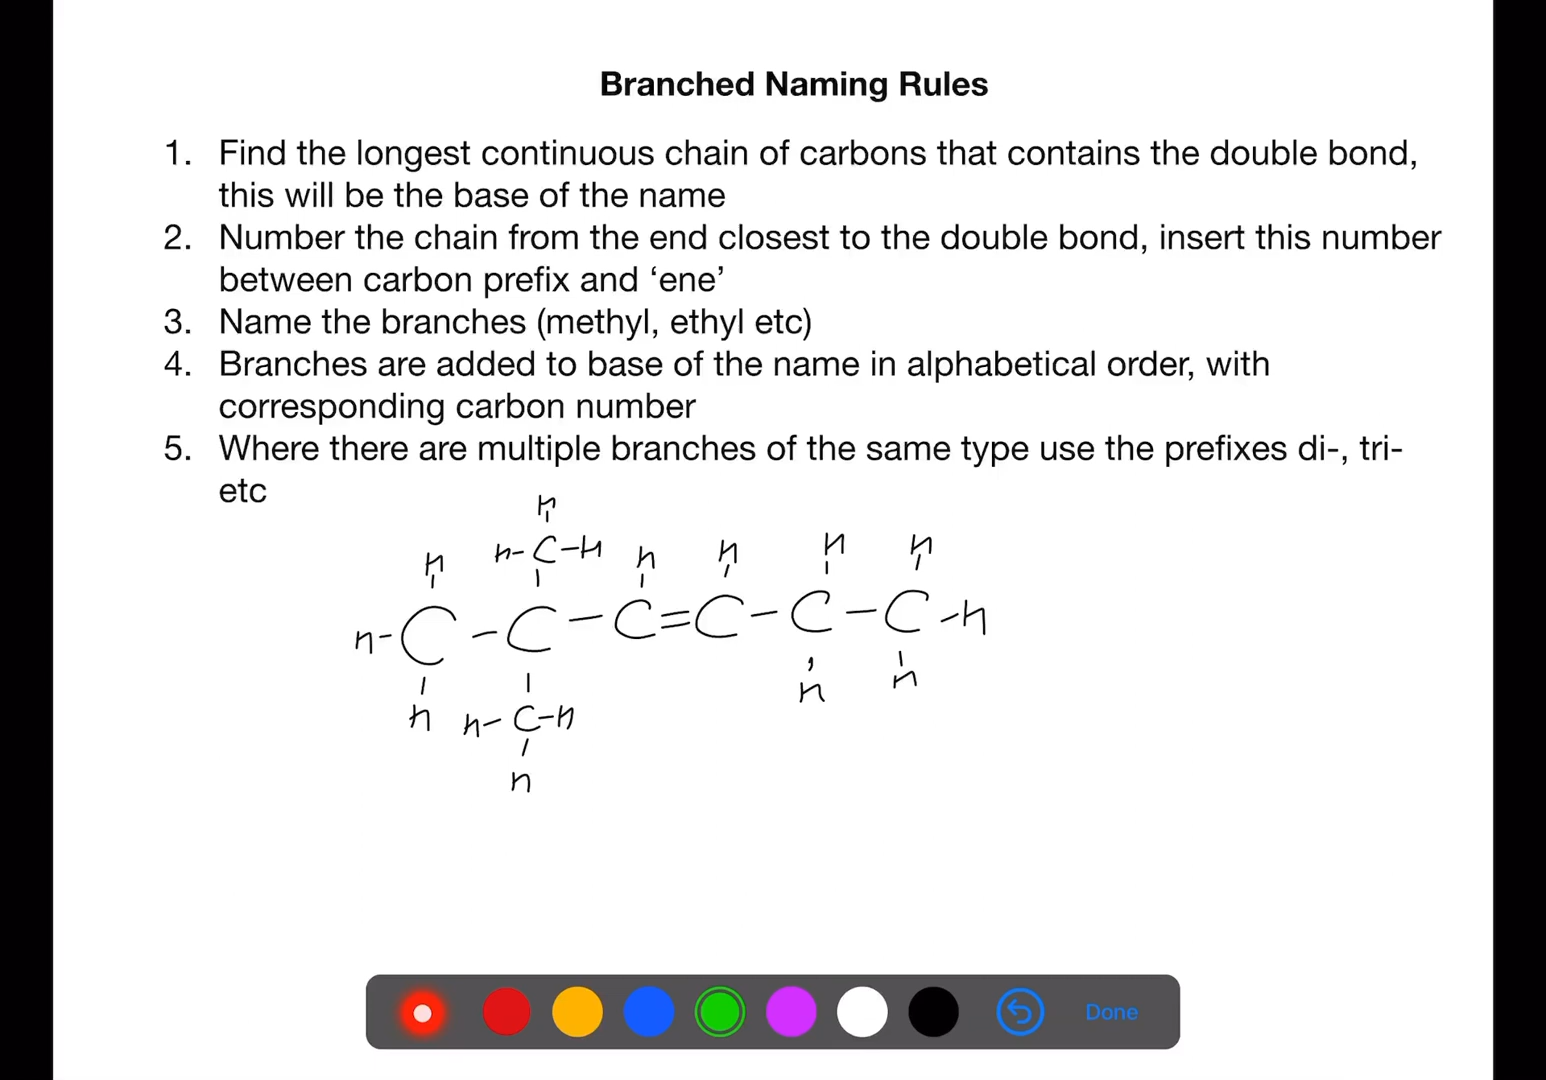 Branched Naming Rules
1. Find the longest continuous chain of carbons that contains the double bond,
this will be the base of the name
2. Number the chain from the end closest to the double bond, insert this number
between carbon prefix and ‘ene’
3. Name the branches (methyl, ethyl etc)
4. Branches are added to base of the name in alphabetical order, with
corresponding carbon number
5. Where there are multiple branches of the same type use the prefixes di-, tri-
etc
H
H H-C-H H H H H
H-C-C-C=C-C-C-H
H H-C-H H H
H
Done